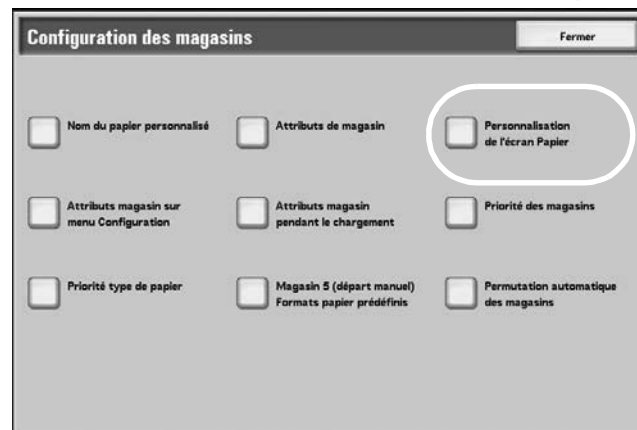 Configuration des magasins
Fermer
Nom du papier personnalisé
Attributs de magasin
Personnalisation
de l'écran Papier
Attributs magasin sur
menu Configuration
Attributs magasin
pendant le chargement
Priorité des magasins
Priorité type de papier
Magasin 5 (départ manuel)
Formats papier prédéfinis
Permutation automatique
des magasins